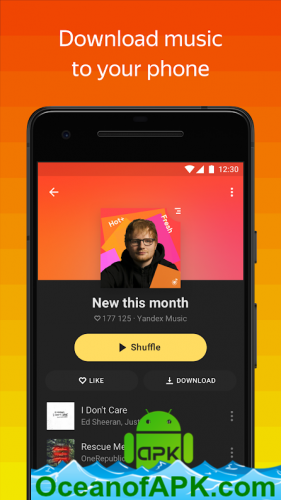 Download music
to your phone
12:30
Hot+
Fresh
New this month
177 125 · Yandex Music
Shuffle
LIKE
DOWNLOAD
I Don't Care
Ed Sheeran, Just
Rescue Me
OneRepublic
APK
OceanofAPK.com